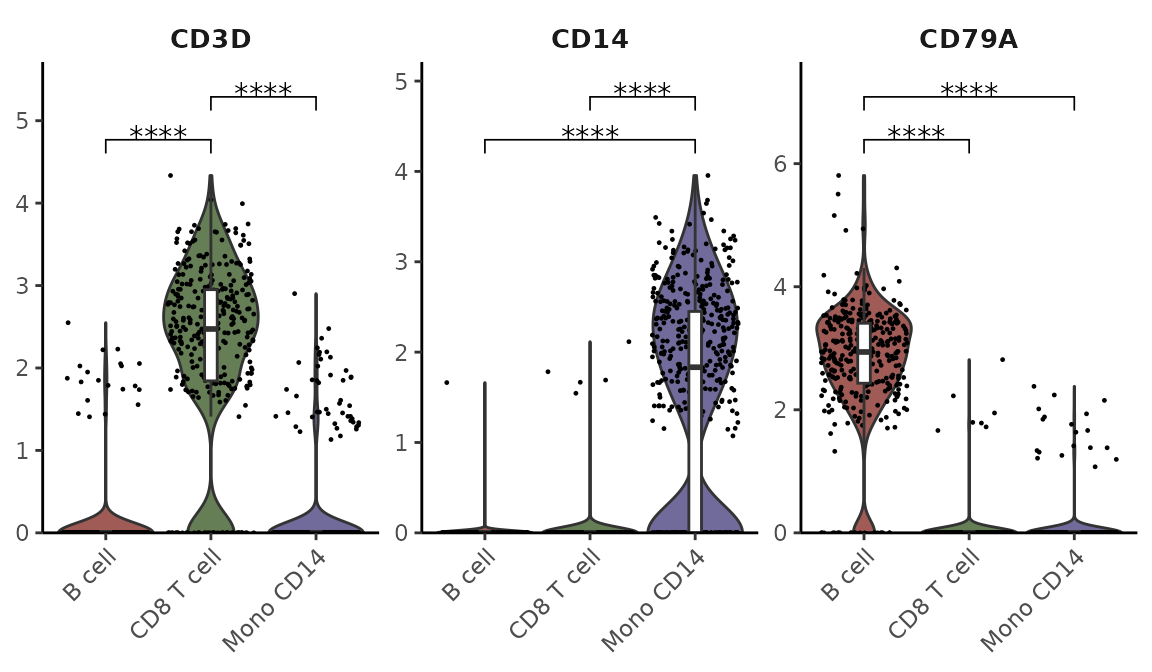 CD3D
CD14
CD79A
****
****
****
****
****
****
5
4
3
2
1
0
5
4
3
2
1
0
6
4
2
0
B cell
CD8 T cell
Mono CD14
B cell
CD8 T cell
Mono CD14
B cell
CD8 T cell
Mono CD14